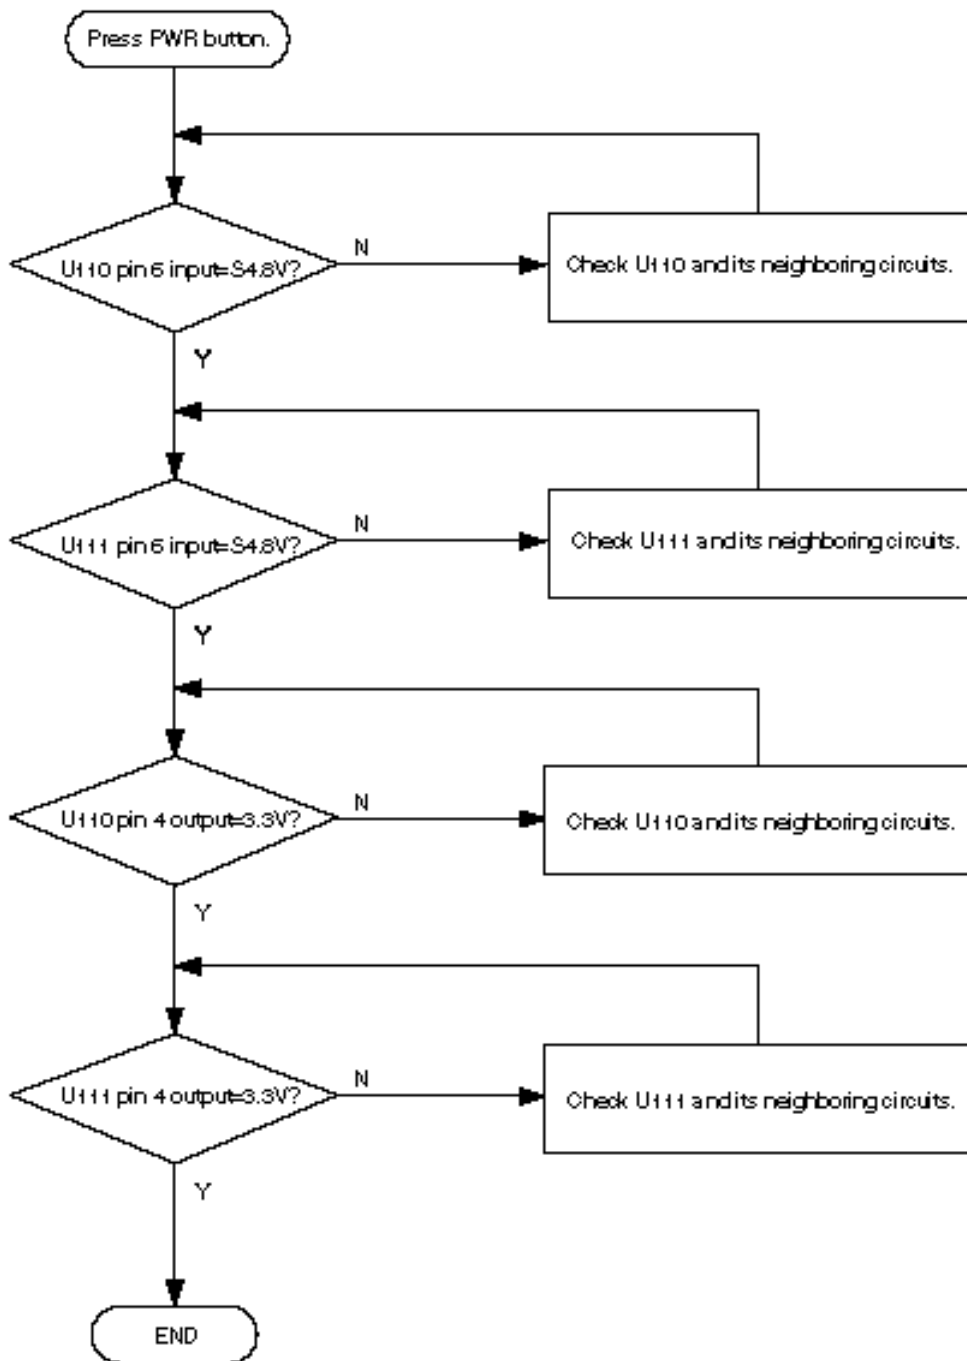 Press PWR button.
U110 pin 6 input=S4.8V?
N
Check U110 and its neighboring circuits.
Y
U111 pin 6 input=S4.8V?
N
Check U111 and its neighboring circuits.
Y
U110 pin 4 output=3.3V?
N
Check U110 and its neighboring circuits.
Y
U111 pin 4 output=3.3V?
N
Check U111 and its neighboring circuits.
Y
END